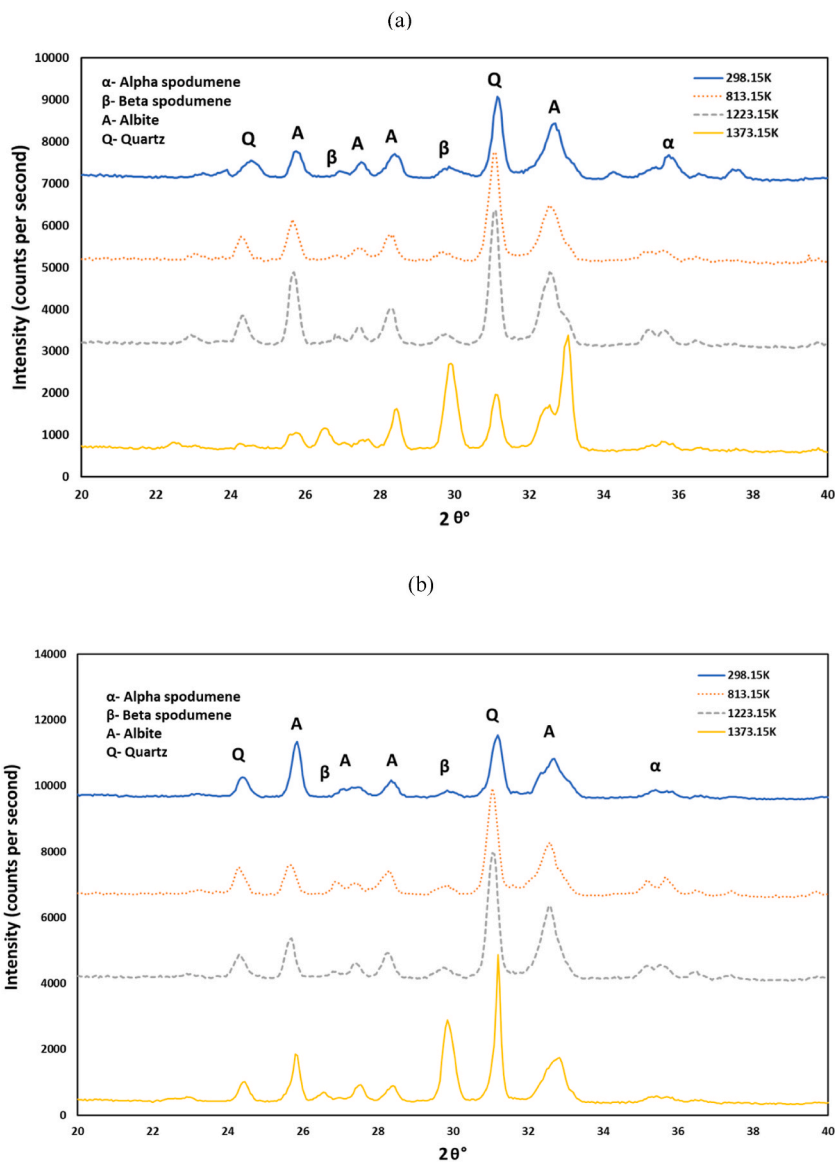 (a)
10000
9000
8000
7000
6000
5000
4000
3000
2000
1000
0
Intensity (counts per second)
α- Alpha spodumene
β- Beta spodumene
A- Albite
Q- Quartz
298.15K
813.15K
1223.15K
1373.15K
Q A β A A β Q A α
20 22 24 26 28 30 32 34 36 38 40
2 θ°
(b)
14000
12000
10000
8000
6000
4000
2000
0
Intensity (counts per second)
α- Alpha spodumene
β- Beta spodumene
A- Albite
Q- Quartz
298.15K
813.15K
1223.15K
1373.15K
Q A β A A β Q A α
20 22 24 26 28 30 32 34 36 38 40
2θ°